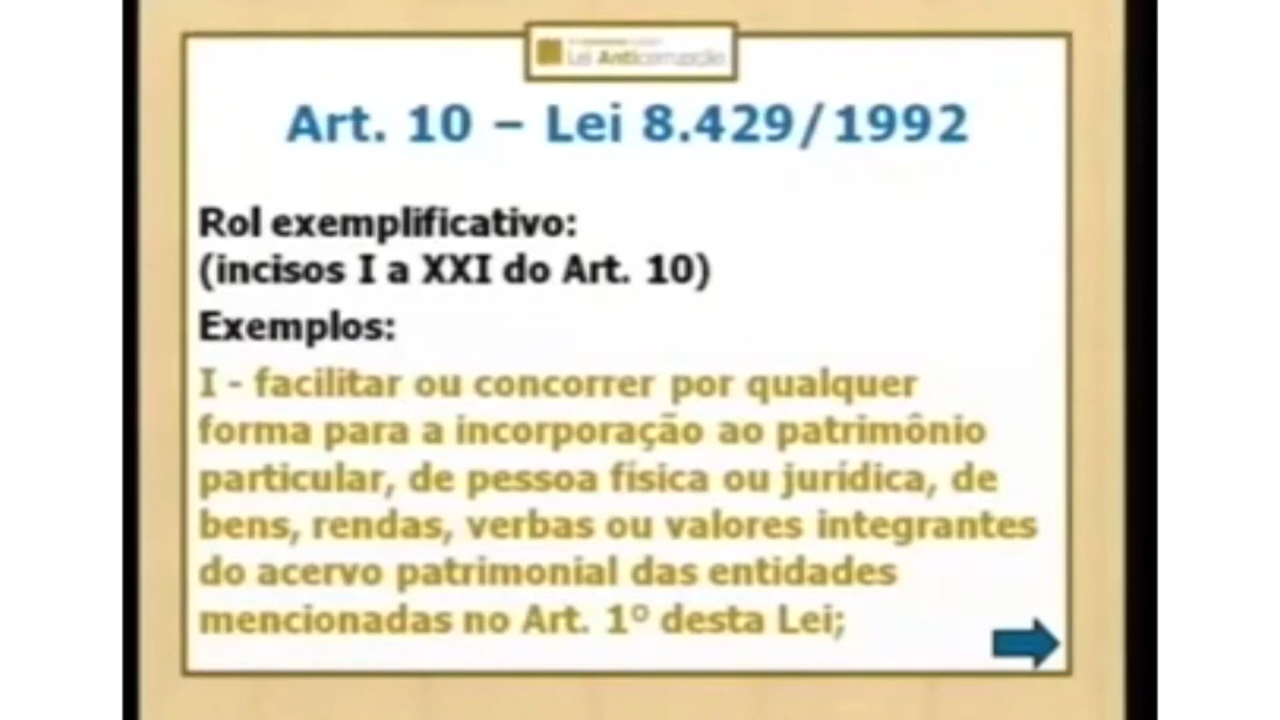 Lei Anticorrupção
Art. 10 – Lei 8.429/1992
Rol exemplificativo:
(incisos I a XXI do Art. 10)
Exemplos:
I - facilitar ou concorrer por qualquer
forma para a incorporação ao patrimônio
particular, de pessoa física ou jurídica, de
bens, rendas, verbas ou valores integrantes
do acervo patrimonial das entidades
mencionadas no Art. 1º desta Lei;